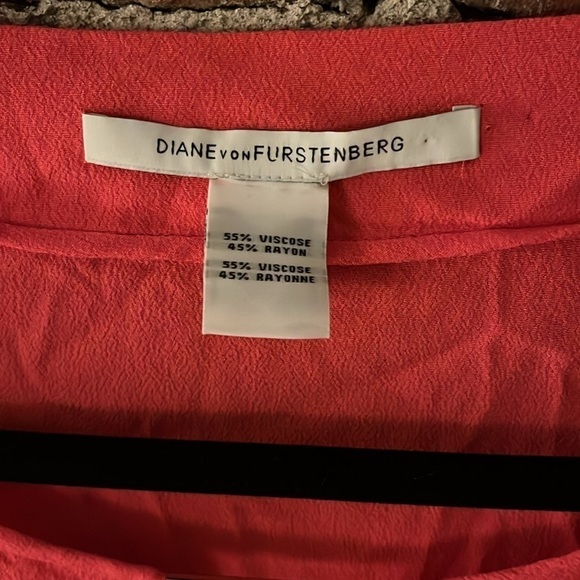 DIANE VON FURSTENBERG
55% VISCOSE
45% RAYON
55% VISCOSE
45% RAYONNE